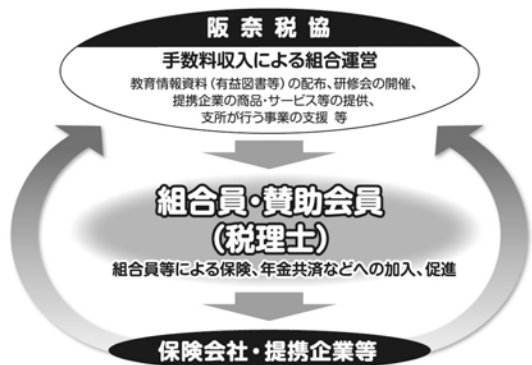 阪奈税協
手数料収入による組合運営
教育情報資料(有益図書等)の配布、研修会の開催、
提携企業の商品・サービス等の提供、
支所が行う事業の支援 等
組合員・賛助会員
(税理士)
組合員等による保険、年金共済などへの加入、促進
保険会社・提携企業等